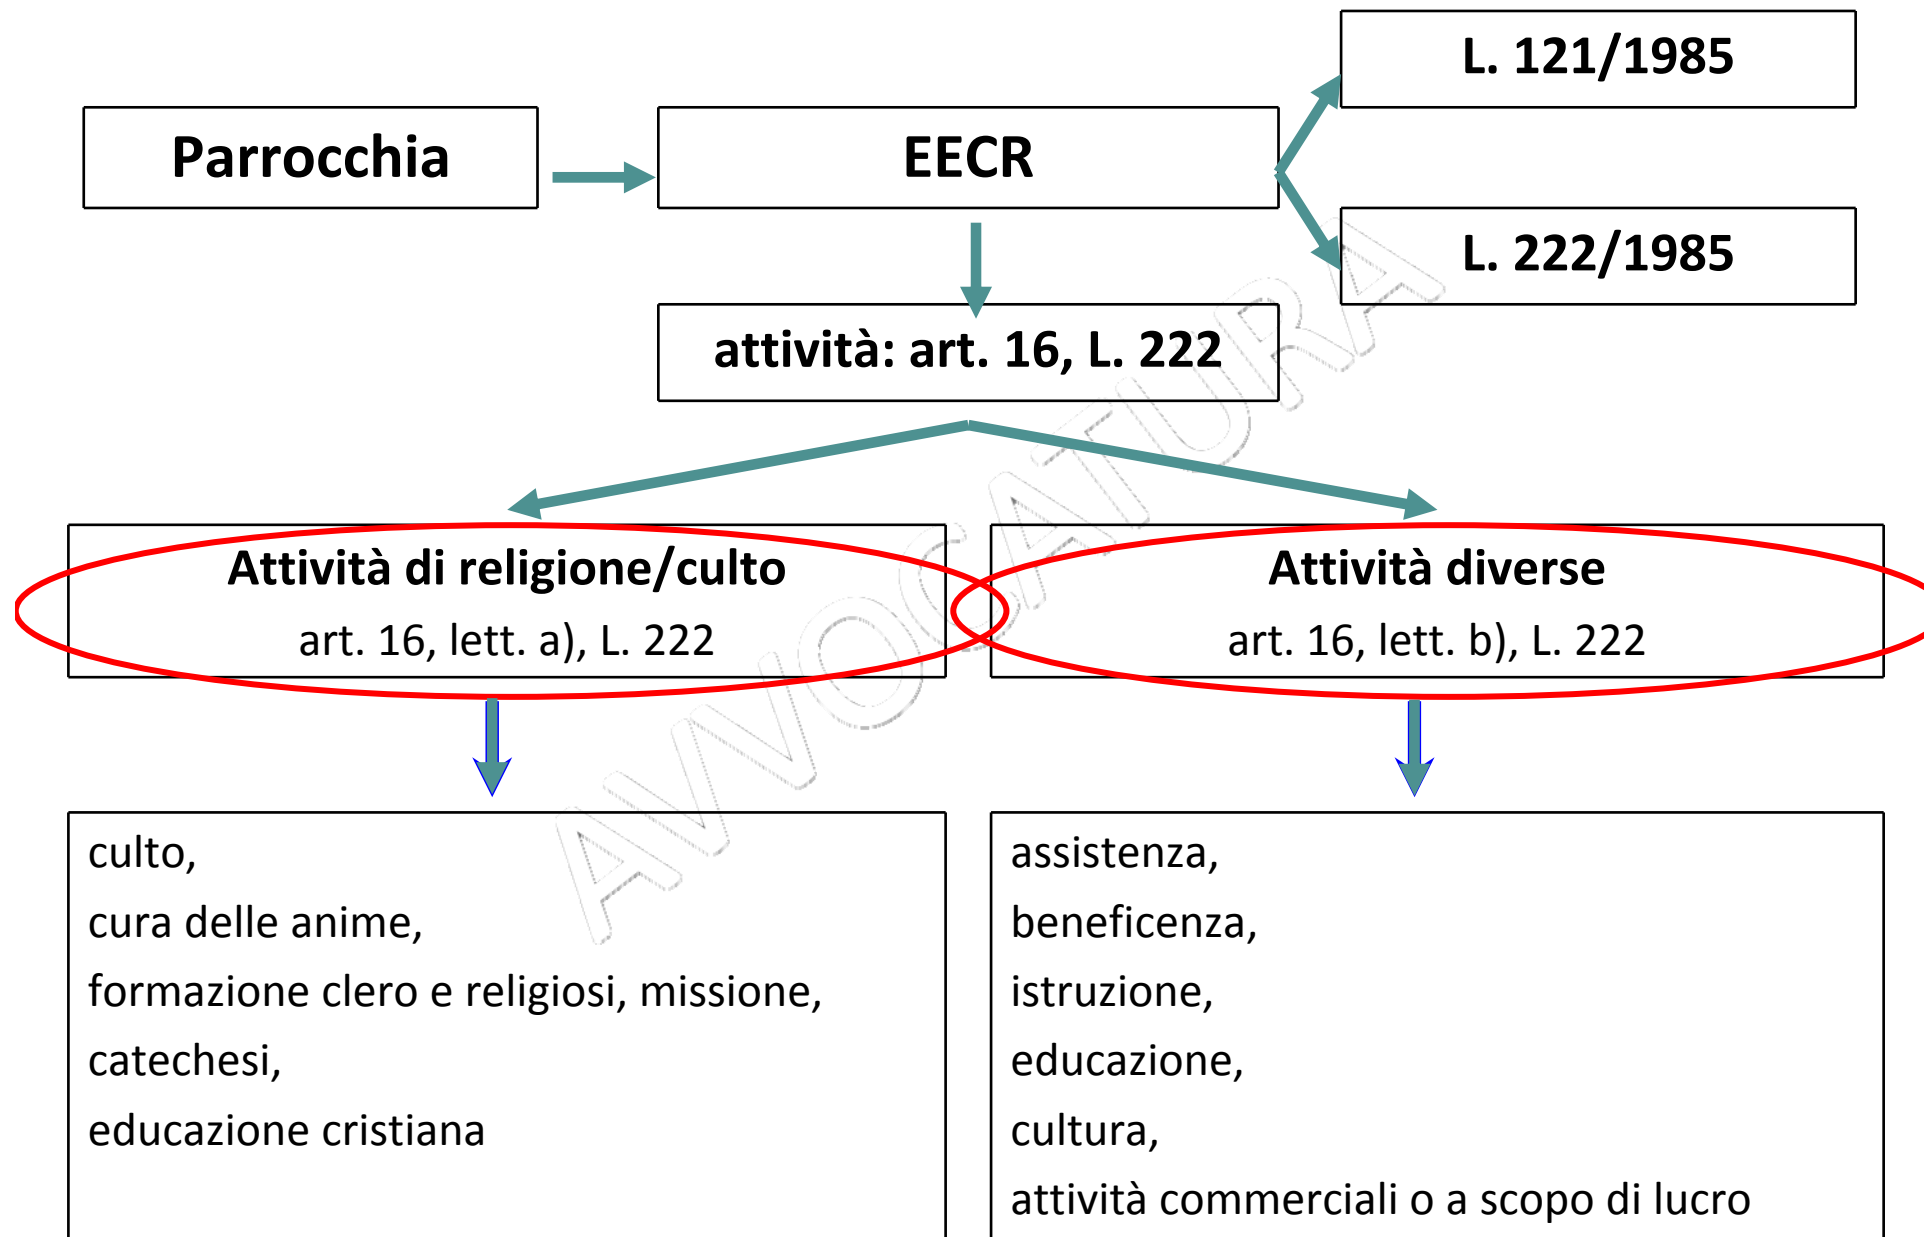 L. 121/1985
Parrocchia
EECR
L. 222/1985
attività: art. 16, L. 222
Attività di religione/culto
art. 16, lett. a), L. 222
Attività diverse
art. 16, lett. b), L. 222
culto,
cura delle anime,
formazione clero e religiosi, missione,
catechesi,
educazione cristiana
assistenza,
beneficenza,
istruzione,
educazione,
cultura,
attività commerciali o a scopo di lucro
AVVOCATURA